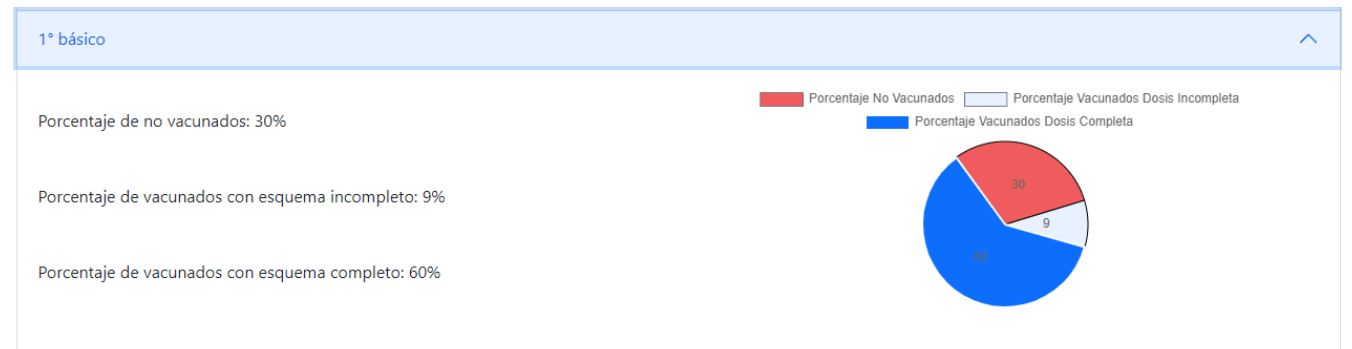 1° básico
Porcentaje de no vacunados: 30%
Porcentaje de vacunados con esquema incompleto: 9%
Porcentaje de vacunados con esquema completo: 60%
Porcentaje No Vacunados Porcentaje Vacunados Dosis Incompleta
Porcentaje Vacunados Dosis Completa
30
9
60